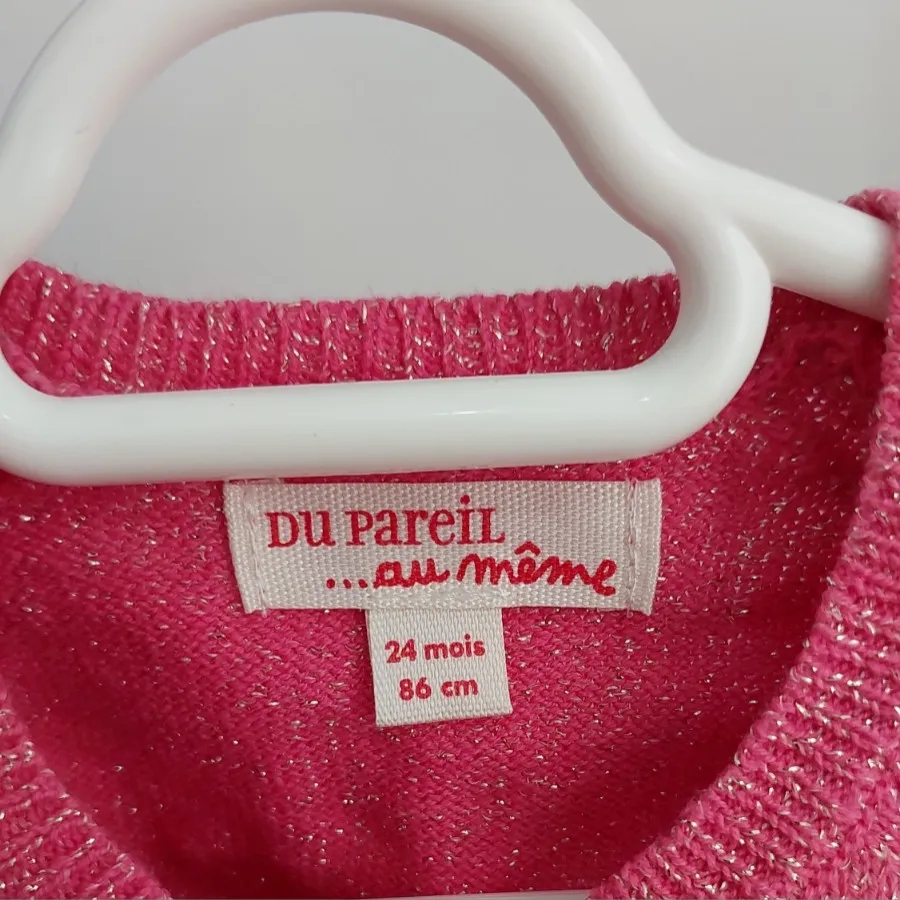 DU PareiL
...au même
24 mois
86 cm